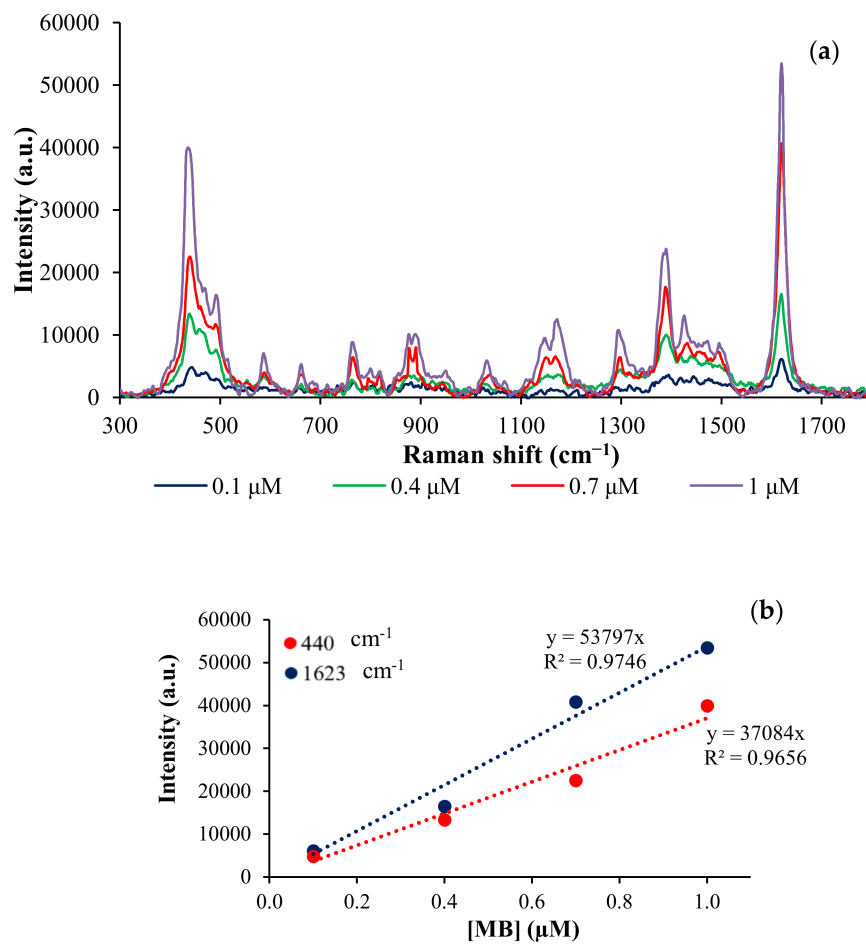 60000
(a)
50000
40000
30000
20000
10000
0
Intensity (a.u.)
300 500 700 900 1100 1300 1500 1700
Raman shift (cm⁻¹)
0.1 μM 0.4 μM 0.7 μM 1 μM
60000
(b)
50000
40000
30000
20000
10000
0
Intensity (a.u.)
440 cm⁻¹
1623 cm⁻¹
y = 53797x
R² = 0.9746
y = 37084x
R² = 0.9656
0.0 0.2 0.4 0.6 0.8 1.0
[MB] (μM)